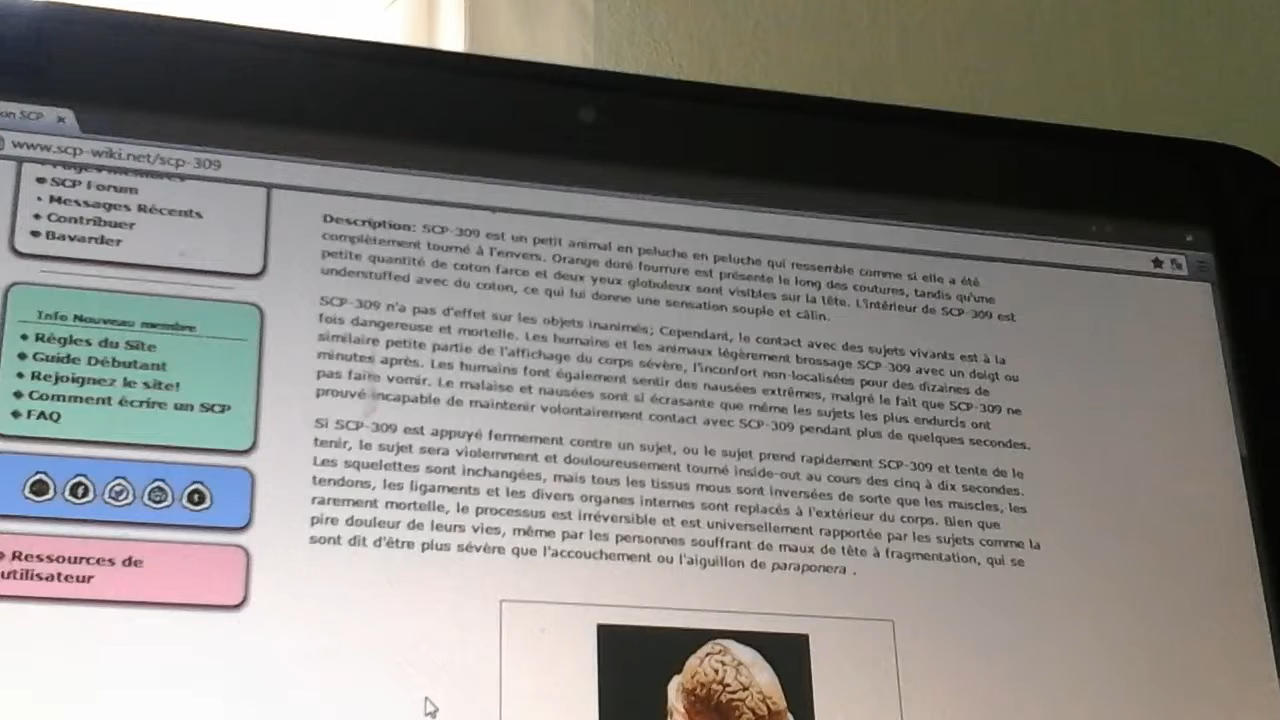 on SCP
www.scp-wiki.net/scp-309
SCP Forum
Messages Récents
Contribuer
Bavarder
Info Nouveau membre
Règles du Site
Guide Débutant
Rejoignez le site!
Comment écrire un SCP
FAQ
Ressources de
utilisateur
Description: SCP-309 est un petit animal en peluche en peluche qui ressemble comme si elle a été
complètement tourné à l'envers. Orange doré fourrure est présente le long des coutures, tandis qu'une
petite quantité de coton farce et deux yeux globuleux sont visibles sur la tête. L'intérieur de SCP-309 est
understuffed avec du coton, ce qui lui donne une sensation souple et câlin.
SCP-309 n'a pas d'effet sur les objets inanimés; Cependant, le contact avec des sujets vivants est à la
fois dangereuse et mortelle. Les humains et les animaux légèrement brossage SCP-309 avec un doigt ou
similaire petite partie de l'affichage du corps sévère, l'inconfort non-localisées pour des dizaines de
minutes après. Les humains font également sentir des nausées extrêmes, malgré le fait que SCP-309 ne
pas faire vomir. Le malaise et nausées sont si écrasante que même les sujets les plus endurcis ont
prouvé incapable de maintenir volontairement contact avec SCP-309 pendant plus de quelques secondes.
Si SCP-309 est appuyé fermement contre un sujet, ou le sujet prend rapidement SCP-309 et tente de le
tenir, le sujet sera violemment et douloureusement tourné inside-out au cours des cinq à dix secondes.
Les squelettes sont inchangées, mais tous les tissus mous sont inversées de sorte que les muscles, les
tendons, les ligaments et les divers organes internes sont replacés à l'extérieur du corps. Bien que
rarement mortelle, le processus est irréversible et est universellement rapportée par les sujets comme la
pire douleur de leurs vies, même par les personnes souffrant de maux de tête à fragmentation, qui se
sont dit d'être plus sévère que l'accouchement ou l'aiguillon de paraponera .